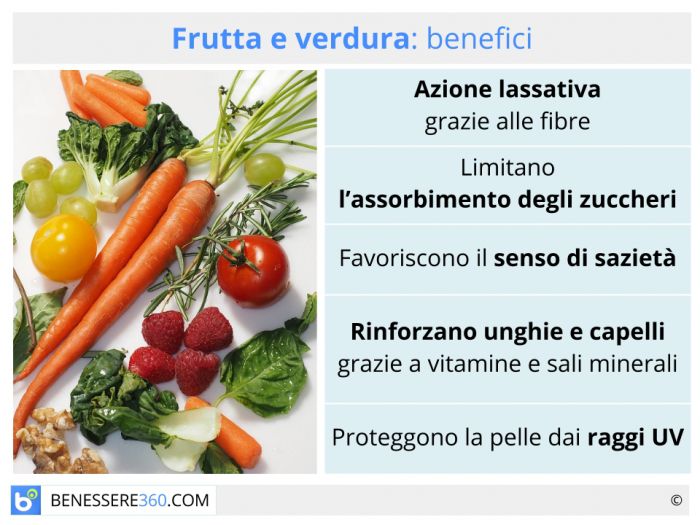 Frutta e verdura: benefici
Azione lassativa
grazie alle fibre
Limitano
l’assorbimento degli zuccheri
Favoriscono il senso di sazietà
Rinforzano unghie e capelli
grazie a vitamine e sali minerali
Proteggono la pelle dai raggi UV
b BENESSERE360.COM ©